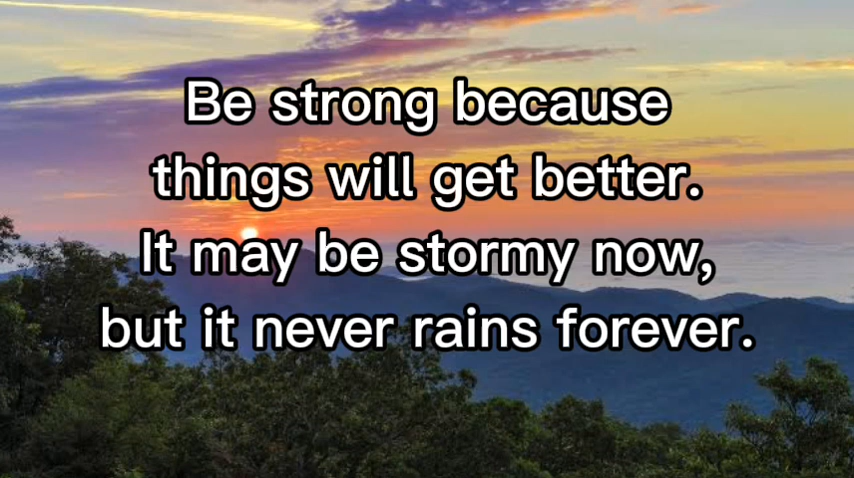 Be strong because
things will get better.
It may be stormy now,
but it never rains forever.